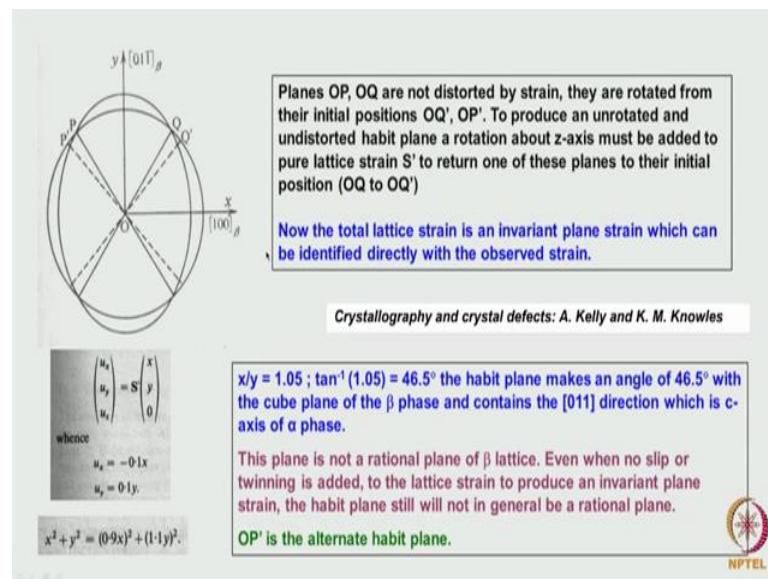 y [011̄]β
P
P'
Q
Q'
O
x
[100]β
Planes OP, OQ are not distorted by strain, they are rotated from
their initial positions OQ', OP'. To produce an unrotated and
undistorted habit plane a rotation about z-axis must be added to
pure lattice strain S' to return one of these planes to their initial
position (OQ to OQ')
Now the total lattice strain is an invariant plane strain which can
be identified directly with the observed strain.
Crystallography and crystal defects: A. Kelly and K. M. Knowles
(uₓ) = S (x)
(uᵧ) (y)
(u_z) (0)
whence
uₓ = −0·1x
uᵧ = 0·1y.
x² + y² = (0·9x)² + (1·1y)².
x/y = 1.05 ; tan⁻¹ (1.05) = 46.5° the habit plane makes an angle of 46.5° with
the cube plane of the β phase and contains the [011] direction which is c-
axis of α phase.
This plane is not a rational plane of β lattice. Even when no slip or
twinning is added, to the lattice strain to produce an invariant plane
strain, the habit plane still will not in general be a rational plane.
OP' is the alternate habit plane.
NPTEL